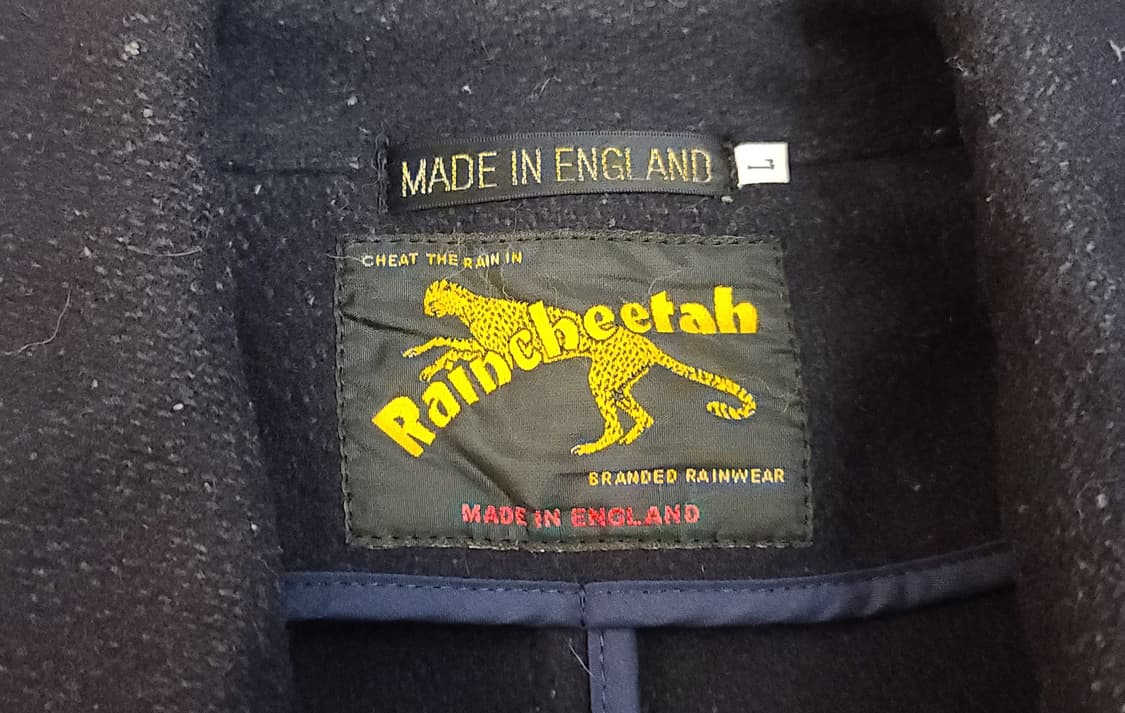 MADE IN ENGLAND
CHEAT THE RAIN IN
Raincheetah
BRANDED RAINWEAR
MADE IN ENGLAND